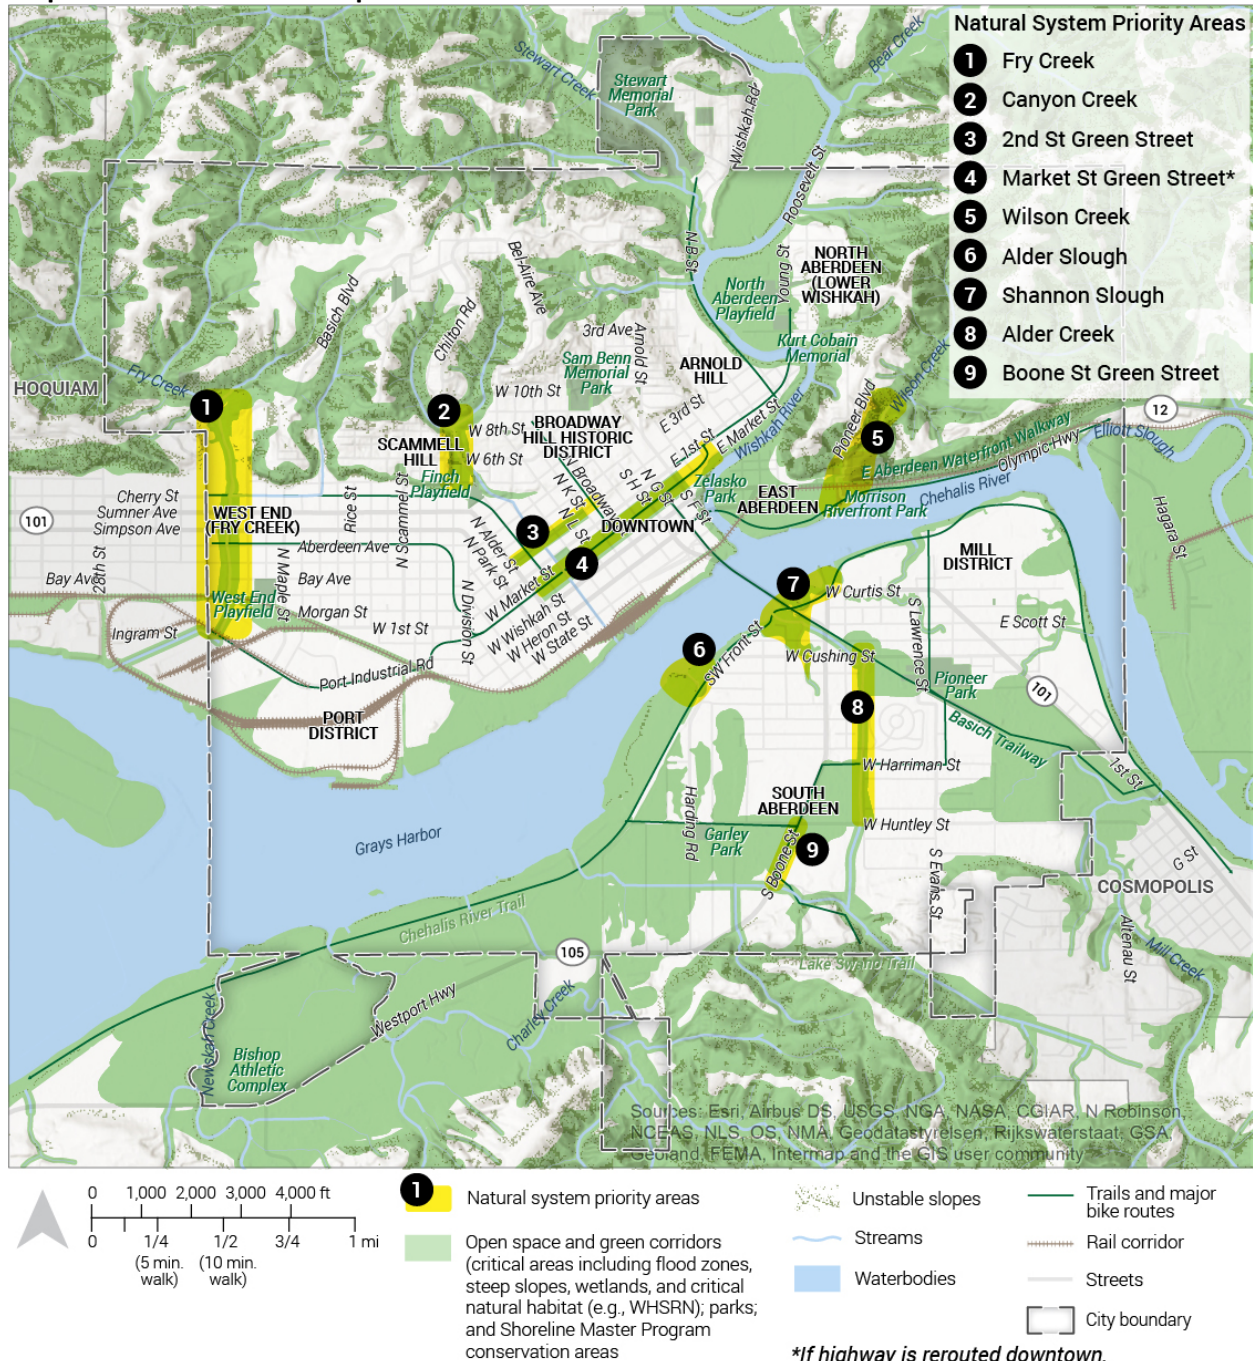 Natural System Priority Areas
1 Fry Creek
2 Canyon Creek
3 2nd St Green Street
4 Market St Green Street*
5 Wilson Creek
6 Alder Slough
7 Shannon Slough
8 Alder Creek
9 Boone St Green Street
Stewart Creek
Bear Creek
Stewart
Memorial
Park
Wishkah Rd
Roosevelt St
N B St
Young St
NORTH
ABERDEEN
(LOWER
WISHKAH)
North
Aberdeen
Playfield
Kurt Cobain
Memorial
Bel-Aire Ave
Basich Blvd
Chilton Rd
3rd Ave
Arnold St
Sam Benn
Memorial
Park
ARNOLD
HILL
HOQUIAM
Fry Creek
1
2
W 10th St
E 3rd St
E Market St
Wishkah River
Pioneer Blvd
Wilson Creek
5
12
Elliott Slough
W 8th St
BROADWAY
HILL HISTORIC
DISTRICT
SCAMMELL
HILL
W 6th St
E 1st St
E Aberdeen Waterfront Walkway
Olympic Hwy
Chehalis River
Finch
Playfield
N Broadway
N K St
N L St
S H St
N G St
S F St
Zelasko
Park
EAST
ABERDEEN
Morrison
Riverfront Park
Hagara St
Cherry St
Sumner Ave
Simpson Ave
101
WEST END
(FRY CREEK)
Rice St
N Scammel St
DOWNTOWN
3
4
N Alder St
N Park St
Aberdeen Ave
28th St
Bay Ave
N Maple St
Bay Ave
W Market St
MILL
DISTRICT
7
West End
Playfield
Morgan St
W 1st St
N Division St
W Wishkah St
W Heron St
W State St
W Curtis St
S Lawrence St
E Scott St
Ingram St
Port Industrial Rd
6
SW Front St
W Cushing St
Pioneer
Park
101
PORT
DISTRICT
8
Basich Trailway
W Harriman St
1st St
Harding Rd
SOUTH
ABERDEEN
Grays Harbor
Garley
Park
S Boone St
9
W Huntley St
S Evans St
G St
COSMOPOLIS
Chehalis River Trail
Altenau St
Mill Creek
105
Lake Swano Trail
Newskah Creek
Westport Hwy
Charley Creek
Bishop
Athletic
Complex
Sources: Esri, Airbus DS, USGS, NGA, NASA, CGIAR, N Robinson,
NCEAS, NLS, OS, NMA, Geodatastyrelsen, Rijkswaterstaat, GSA,
Geoland, FEMA, Intermap and the GIS user community
0 1,000 2,000 3,000 4,000 ft
0 1/4 1/2 3/4 1 mi
(5 min. walk) (10 min. walk)
1 Natural system priority areas
Open space and green corridors
(critical areas including flood zones,
steep slopes, wetlands, and critical
natural habitat (e.g., WHSRN); parks;
and Shoreline Master Program
conservation areas
Unstable slopes
Streams
Waterbodies
Trails and major
bike routes
Rail corridor
Streets
City boundary
*If highway is rerouted downtown.